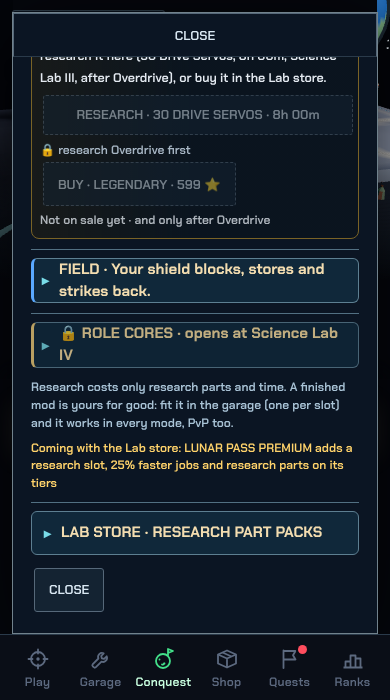 CLOSE
research it here (30 Drive Servos, 8h 00m, Science
Lab III, after Overdrive), or buy it in the Lab store.
RESEARCH · 30 DRIVE SERVOS · 8h 00m
🔒 research Overdrive first
BUY · LEGENDARY · 599 ⭐
Not on sale yet · and only after Overdrive
▸ FIELD · Your shield blocks, stores and
strikes back.
▸ 🔒 ROLE CORES · opens at Science Lab
IV
Research costs only research parts and time. A finished
mod is yours for good: fit it in the garage (one per slot)
and it works in every mode, PvP too.
Coming with the Lab store: LUNAR PASS PREMIUM adds a
research slot, 25% faster jobs and research parts on its
tiers
▸ LAB STORE · RESEARCH PART PACKS
CLOSE
Play Garage Conquest Shop Quests Ranks